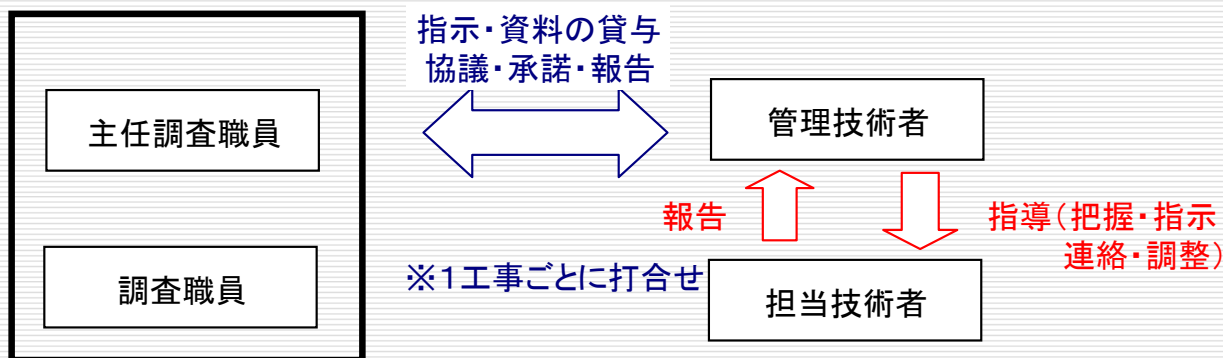 指示・資料の貸与
協議・承諾・報告
主任調査職員
管理技術者
報告
指導(把握・指示
連絡・調整)
調査職員
※1工事ごとに打合せ
担当技術者